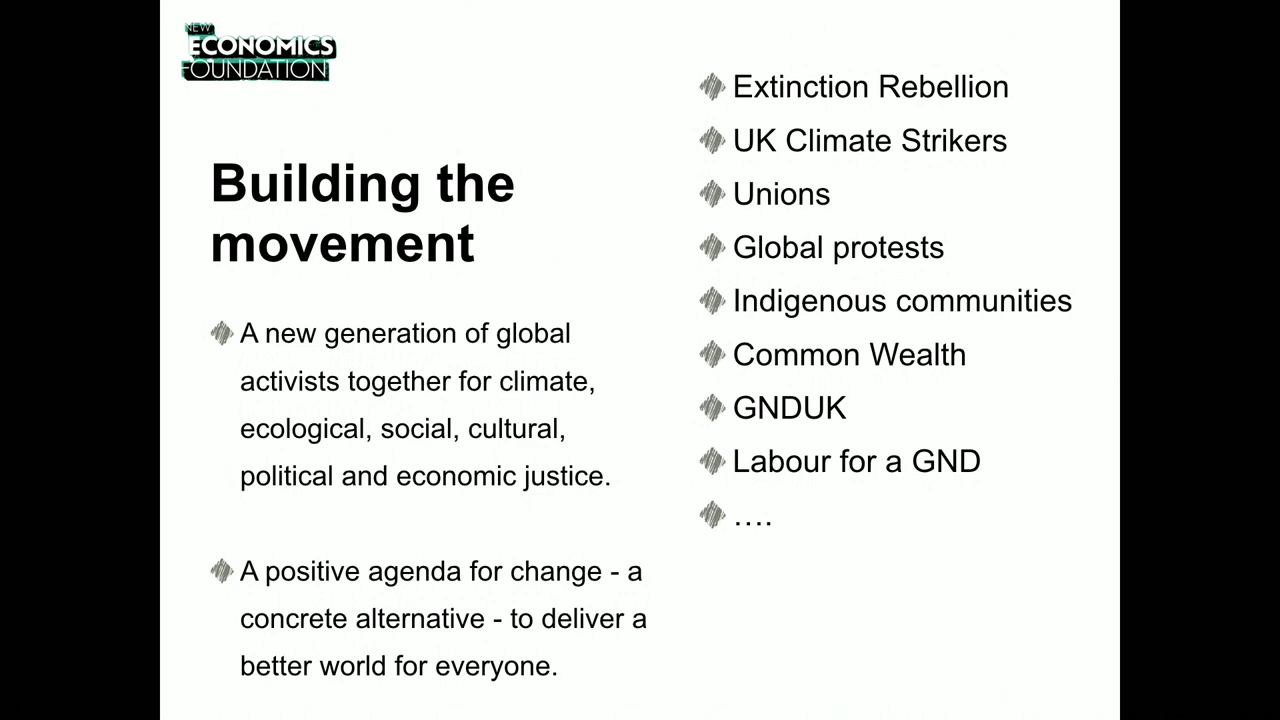 NEW
ECONOMICS
FOUNDATION
Building the
movement
A new generation of global
activists together for climate,
ecological, social, cultural,
political and economic justice.
A positive agenda for change - a
concrete alternative - to deliver a
better world for everyone.
Extinction Rebellion
UK Climate Strikers
Unions
Global protests
Indigenous communities
Common Wealth
GNDUK
Labour for a GND
….